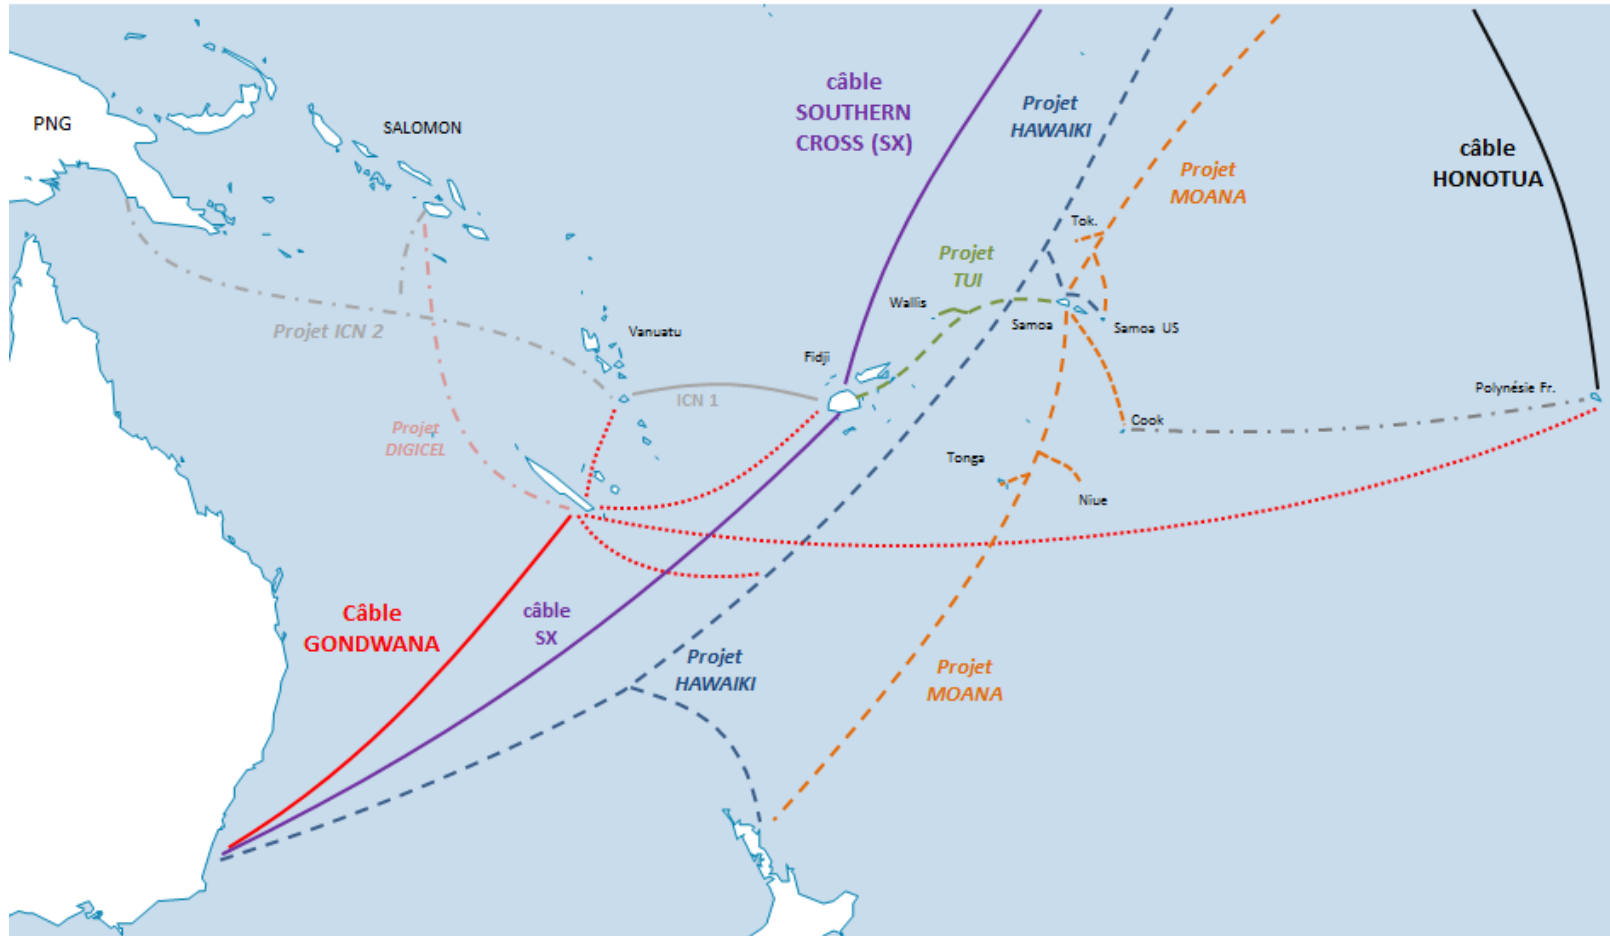 câble
SOUTHERN
CROSS (SX)
Projet
HAWAIKI
PNG
SALOMON
câble
HONOTUA
Projet
MOANA
Tok.
Projet
TUI
Wallis
Projet ICN 2
Vanuatu
Samoa
Samoa US
Fidji
ICN 1
Polynésie Fr.
Cook
Projet
DIGICEL
Tonga
Niue
Câble
GONDWANA
câble
SX
Projet
HAWAIKI
Projet
MOANA